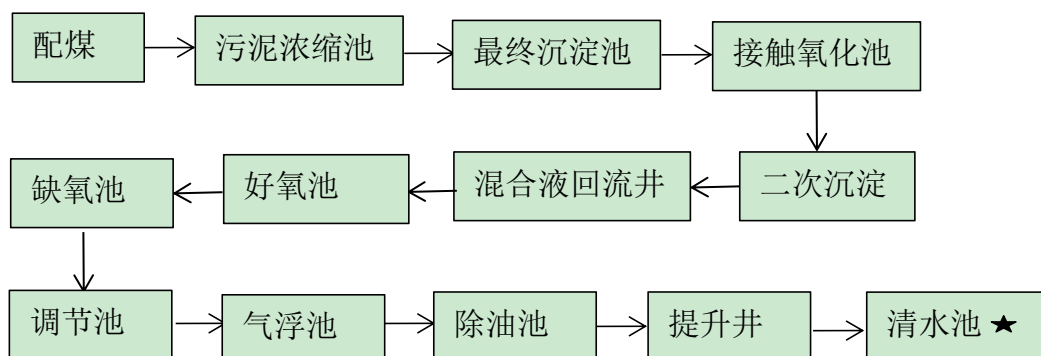 配煤
污泥浓缩池
最终沉淀池
接触氧化池
缺氧池
好氧池
混合液回流井
二次沉淀
调节池
气浮池
除油池
提升井
清水池★